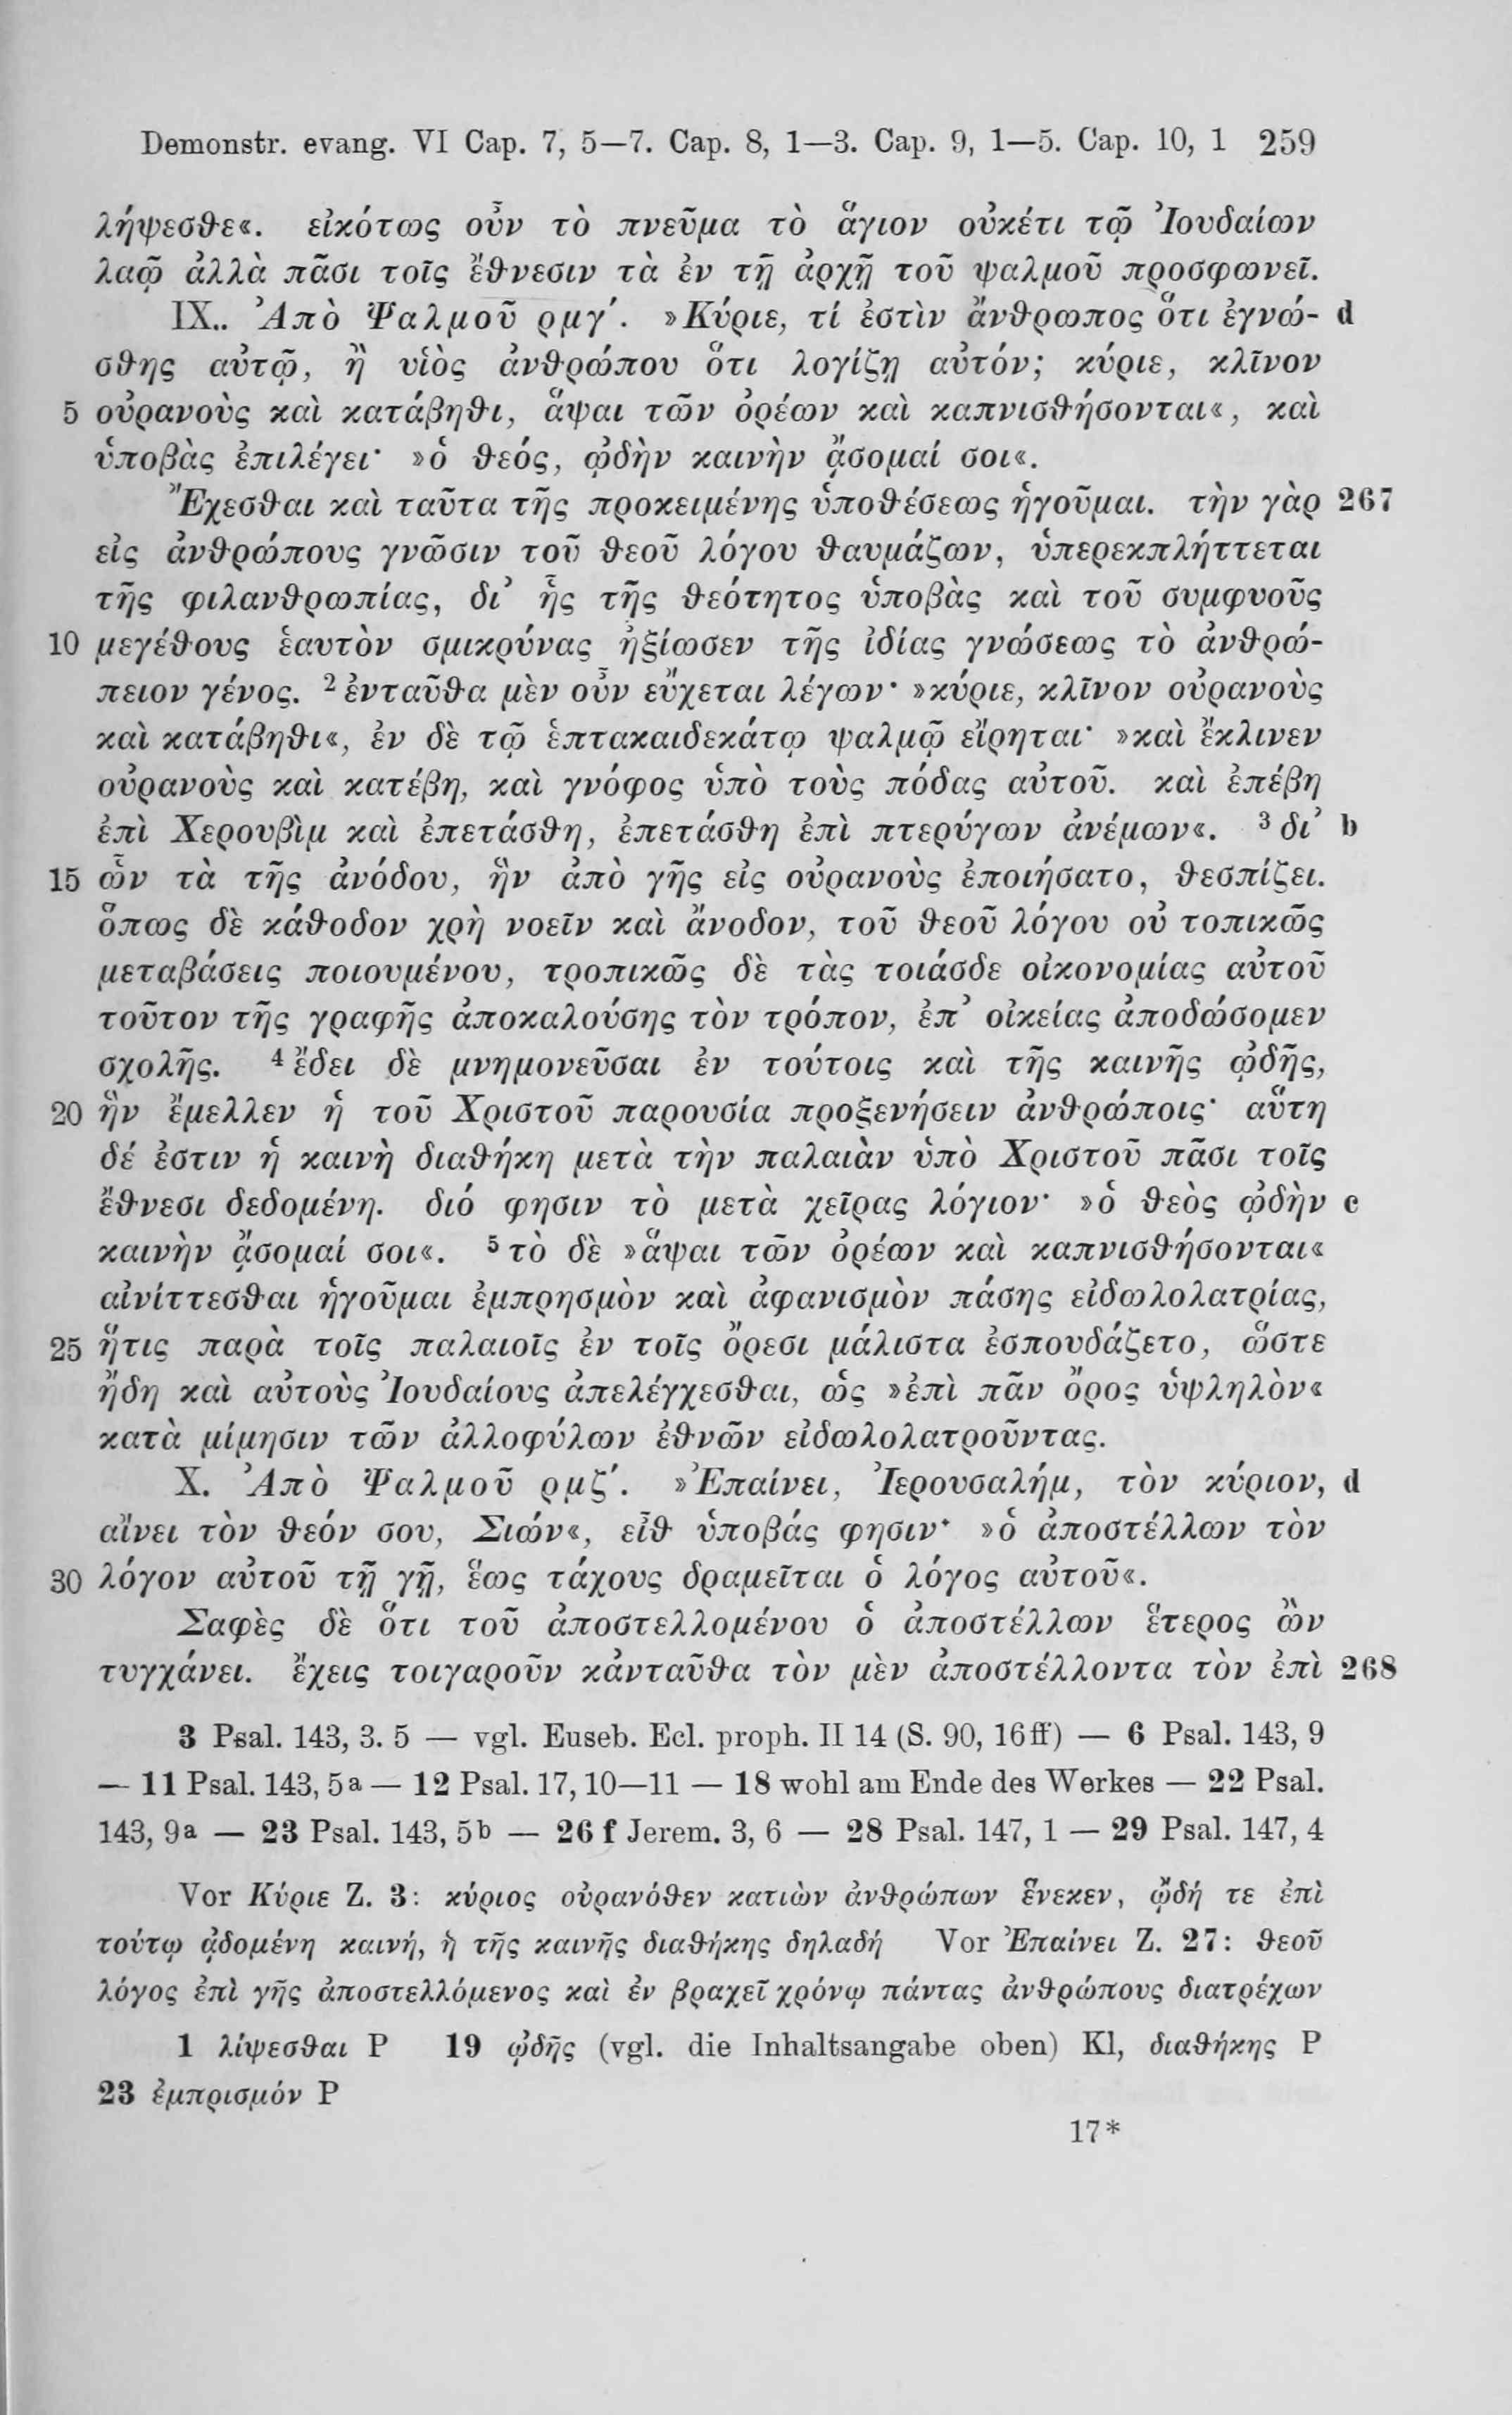 Demonstr. evang. VI Cap. 7, 5—7. Cap. 8, 1—3. Cap. 9, 1—5. Cap. 10, 1 259
λήψεσθε«. εἰκότως οὖν τὸ πνεῦμα τὸ ἅγιον οὐκέτι τῷ Ἰουδαίων
λαῷ ἀλλὰ πᾶσι τοῖς ἔθνεσιν τὰ ἐν τῇ ἀρχῇ τοῦ ψαλμοῦ προσφωνεῖ.
IX.. Ἀπὸ Ψαλμοῦ ρμγʹ. »Κύριε, τί ἐστὶν ἄνθρωπος ὅτι ἐγνώ- d
σθης αὐτῷ, ἢ υἱὸς ἀνθρώπου ὅτι λογίζῃ αὐτόν; κύριε, κλῖνον
5 οὐρανοὺς καὶ κατάβηθι, ἅψαι τῶν ὀρέων καὶ καπνισθήσονται«, καὶ
ὑποβὰς ἐπιλέγει· »ὁ θεός, ᾠδὴν καινὴν ᾄσομαί σοι«.
Ἔχεσθαι καὶ ταῦτα τῆς προκειμένης ὑποθέσεως ἡγοῦμαι. τὴν γὰρ 267
εἰς ἀνθρώπους γνῶσιν τοῦ θεοῦ λόγου θαυμάζων, ὑπερεκπλήττεται
τῆς φιλανθρωπίας, δι’ ἧς τῆς θεότητος ὑποβὰς καὶ τοῦ συμφυοῦς
10 μεγέθους ἑαυτὸν σμικρύνας ἠξίωσεν τῆς ἰδίας γνώσεως τὸ ἀνθρώ-
πειον γένος. ² ἐνταῦθα μὲν οὖν εὔχεται λέγων· »κύριε, κλῖνον οὐρανοὺς
καὶ κατάβηθι«, ἐν δὲ τῷ ἑπτακαιδεκάτῳ ψαλμῷ εἴρηται· »καὶ ἔκλινεν
οὐρανοὺς καὶ κατέβη, καὶ γνόφος ὑπὸ τοὺς πόδας αὐτοῦ. καὶ ἐπέβη
ἐπὶ Χερουβὶμ καὶ ἐπετάσθη, ἐπετάσθη ἐπὶ πτερύγων ἀνέμων«. ³ δι’ b
15 ὧν τὰ τῆς ἀνόδου, ἣν ἀπὸ γῆς εἰς οὐρανοὺς ἐποιήσατο, θεσπίζει.
ὅπως δὲ κάθοδον χρὴ νοεῖν καὶ ἄνοδον, τοῦ θεοῦ λόγου οὐ τοπικῶς
μεταβάσεις ποιουμένου, τροπικῶς δὲ τὰς τοιάσδε οἰκονομίας αὐτοῦ
τοῦτον τῆς γραφῆς ἀποκαλούσης τὸν τρόπον, ἐπ’ οἰκείας ἀποδώσομεν
σχολῆς. ⁴ ἔδει δὲ μνημονεῦσαι ἐν τούτοις καὶ τῆς καινῆς ᾠδῆς,
20 ἣν ἔμελλεν ἡ τοῦ Χριστοῦ παρουσία προξενήσειν ἀνθρώποις· αὕτη
δέ ἐστιν ἡ καινὴ διαθήκη μετὰ τὴν παλαιὰν ὑπὸ Χριστοῦ πᾶσι τοῖς
ἔθνεσι δεδομένη. διό φησιν τὸ μετὰ χεῖρας λόγιον· »ὁ θεὸς ᾠδὴν c
καινὴν ᾄσομαί σοι«. ⁵ τὸ δὲ »ἅψαι τῶν ὀρέων καὶ καπνισθήσονται«
αἰνίττεσθαι ἡγοῦμαι ἐμπρησμὸν καὶ ἀφανισμὸν πάσης εἰδωλολατρίας,
25 ἥτις παρὰ τοῖς παλαιοῖς ἐν τοῖς ὄρεσι μάλιστα ἐσπουδάζετο, ὥστε
ἤδη καὶ αὐτοὺς Ἰουδαίους ἀπελέγχεσθαι, ὡς »ἐπὶ πᾶν ὄρος ὑψληλὸν«
κατὰ μίμησιν τῶν ἀλλοφύλων ἐθνῶν εἰδωλολατροῦντας.
X. Ἀπὸ Ψαλμοῦ ρμζʹ. »Ἐπαίνει, Ἰερουσαλήμ, τὸν κύριον, d
αἴνει τὸν θεόν σου, Σιών«, εἶθ ὑποβάς φησιν· »ὁ ἀποστέλλων τὸν
30 λόγον αὐτοῦ τῇ γῇ, ἕως τάχους δραμεῖται ὁ λόγος αὐτοῦ«.
Σαφὲς δὲ ὅτι τοῦ ἀποστελλομένου ὁ ἀποστέλλων ἕτερος ὢν
τυγχάνει. ἔχεις τοιγαροῦν κἀνταῦθα τὸν μὲν ἀποστέλλοντα τὸν ἐπὶ 268
3 Psal. 143, 3. 5 — vgl. Euseb. Ecl. proph. II 14 (S. 90, 16 ff) — 6 Psal. 143, 9
— 11 Psal. 143, 5a — 12 Psal. 17, 10—11 — 18 wohl am Ende des Werkes — 22 Psal.
143, 9a — 23 Psal. 143, 5b — 26 f Jerem. 3, 6 — 28 Psal. 147, 1 — 29 Psal. 147, 4
Vor Κύριε Z. 3: κύριος οὐρανόθεν κατιὼν ἀνθρώπων ἕνεκεν, ᾠδή τε ἐπὶ
τούτῳ ᾀδομένη καινή, ἡ τῆς καινῆς διαθήκης δηλαδή Vor Ἐπαίνει Z. 27: θεοῦ
λόγος ἐπὶ γῆς ἀποστελλόμενος καὶ ἐν βραχεῖ χρόνῳ πάντας ἀνθρώπους διατρέχων
1 λίψεσθαι P 19 ᾠδῆς (vgl. die Inhaltsangabe oben) Kl, διαθήκης P
23 ἐμπρισμόν P
17*